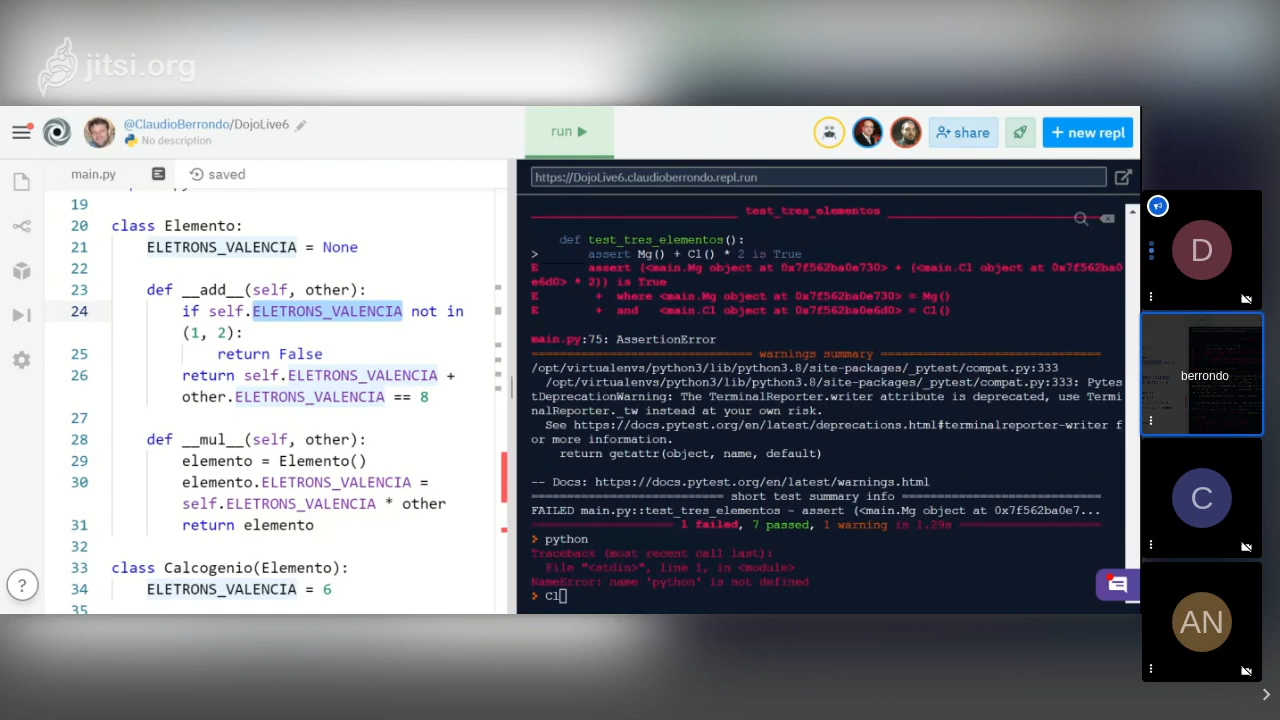 jitsi.org
@ClaudioBerrondo/DojoLive6
No description
run
share
+ new repl
main.py
saved
https://DojoLive6.claudioberrondo.repl.run
19
20 class Elemento:
21 ELETRONS_VALENCIA = None
22
23 def __add__(self, other):
24 if self.ELETRONS_VALENCIA not in
(1, 2):
25 return False
26 return self.ELETRONS_VALENCIA +
other.ELETRONS_VALENCIA == 8
27
28 def __mul__(self, other):
29 elemento = Elemento()
30 elemento.ELETRONS_VALENCIA =
self.ELETRONS_VALENCIA * other
31 return elemento
32
33 class Calcogenio(Elemento):
34 ELETRONS_VALENCIA = 6
35
?
test_tres_elementos
def test_tres_elementos():
> assert Mg() + Cl() * 2 is True
E assert (<main.Mg object at 0x7f562ba0e730> + (<main.Cl object at 0x7f562ba0
e6d0> * 2)) is True
E + where <main.Mg object at 0x7f562ba0e730> = Mg()
E + and <main.Cl object at 0x7f562ba0e6d0> = Cl()
main.py:75: AssertionError
============================== warnings summary ==============================
/opt/virtualenvs/python3/lib/python3.8/site-packages/_pytest/compat.py:333
/opt/virtualenvs/python3/lib/python3.8/site-packages/_pytest/compat.py:333: Pytes
tDeprecationWarning: The TerminalReporter.writer attribute is deprecated, use Termi
nalReporter._tw instead at your own risk.
See https://docs.pytest.org/en/latest/deprecations.html#terminalreporter-writer f
or more information.
return getattr(object, name, default)
-- Docs: https://docs.pytest.org/en/latest/warnings.html
=========================== short test summary info ===========================
FAILED main.py::test_tres_elementos - assert (<main.Mg object at 0x7f562ba0e7...
1 failed, 7 passed, 1 warning is 1.29s
> python
Traceback (most recent call last):
File "<stdin>", line 1, in <module>
NameError: name 'python' is not defined
> Cl
D
berrondo
C
AN